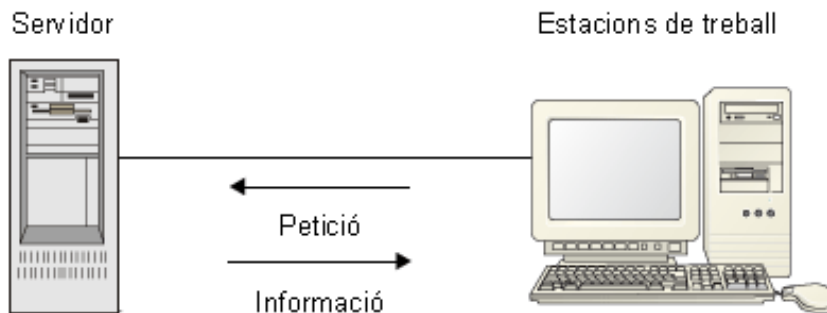 Servidor
Estacions de treball
Petició
Informació